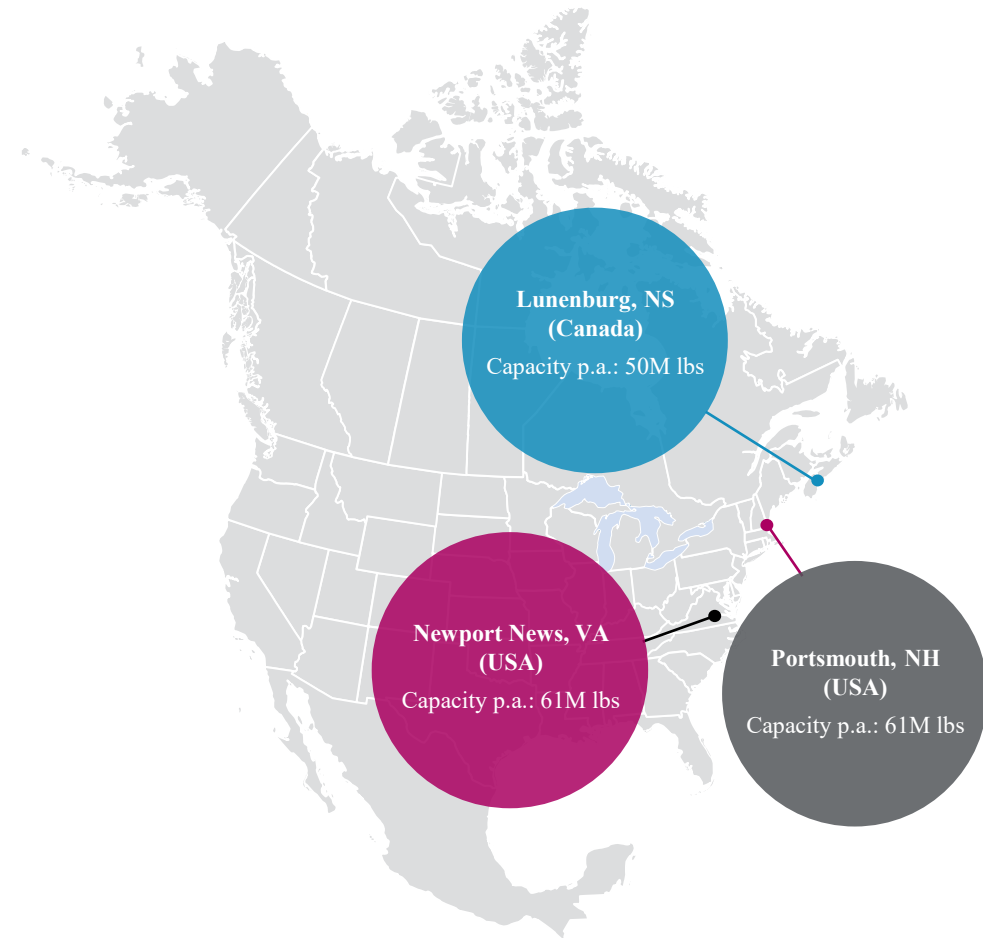 Lunenburg, NS
(Canada)
Capacity p.a.: 50M lbs
Newport News, VA
(USA)
Capacity p.a.: 61M lbs
Portsmouth, NH
(USA)
Capacity p.a.: 61M lbs